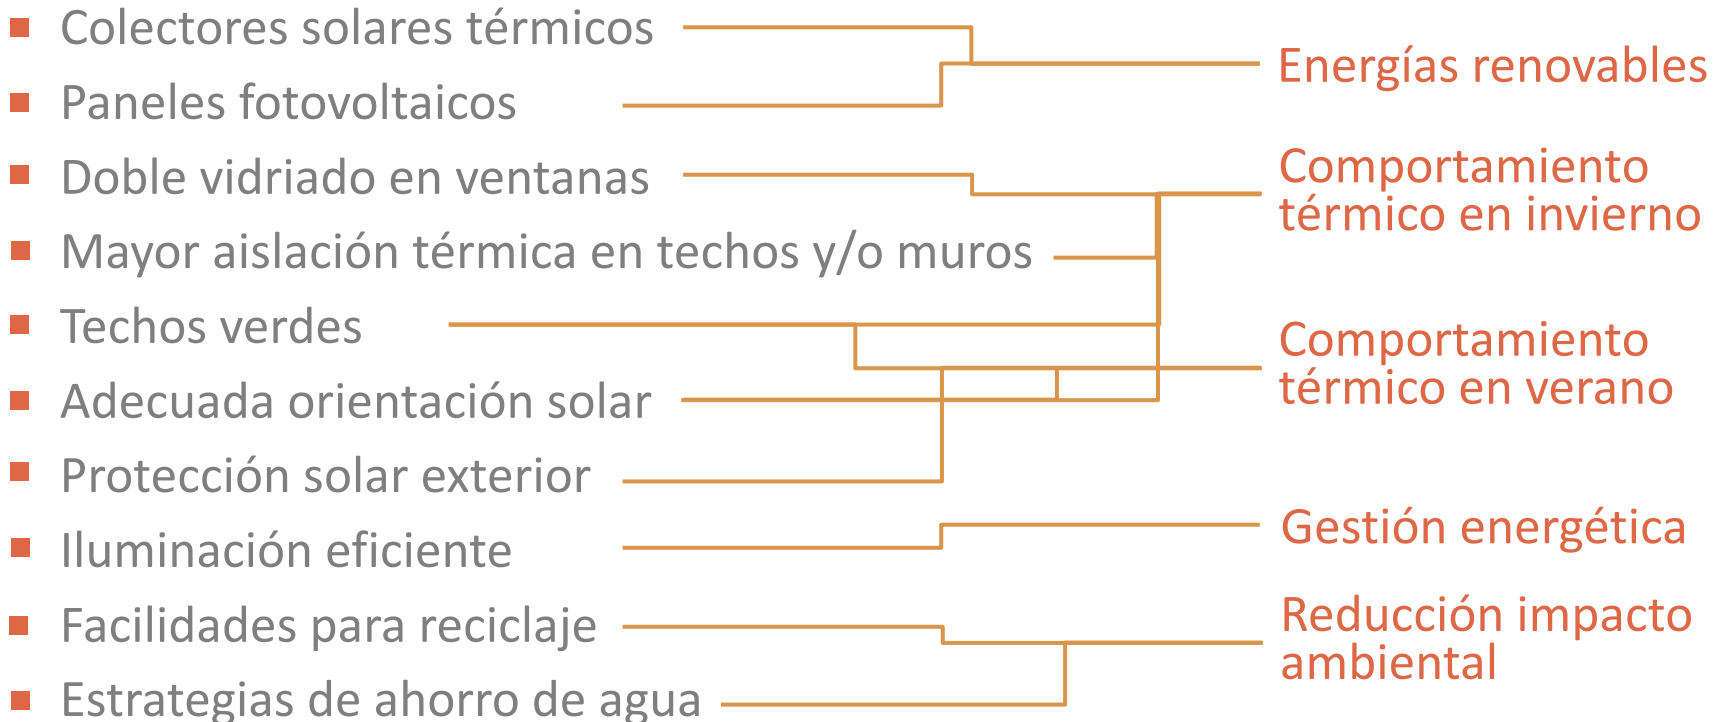 Colectores solares térmicos
Paneles fotovoltaicos
Doble vidriado en ventanas
Mayor aislación térmica en techos y/o muros
Techos verdes
Adecuada orientación solar
Protección solar exterior
Iluminación eficiente
Facilidades para reciclaje
Estrategias de ahorro de agua
Energías renovables
Comportamiento
térmico en invierno
Comportamiento
térmico en verano
Gestión energética
Reducción impacto
ambiental